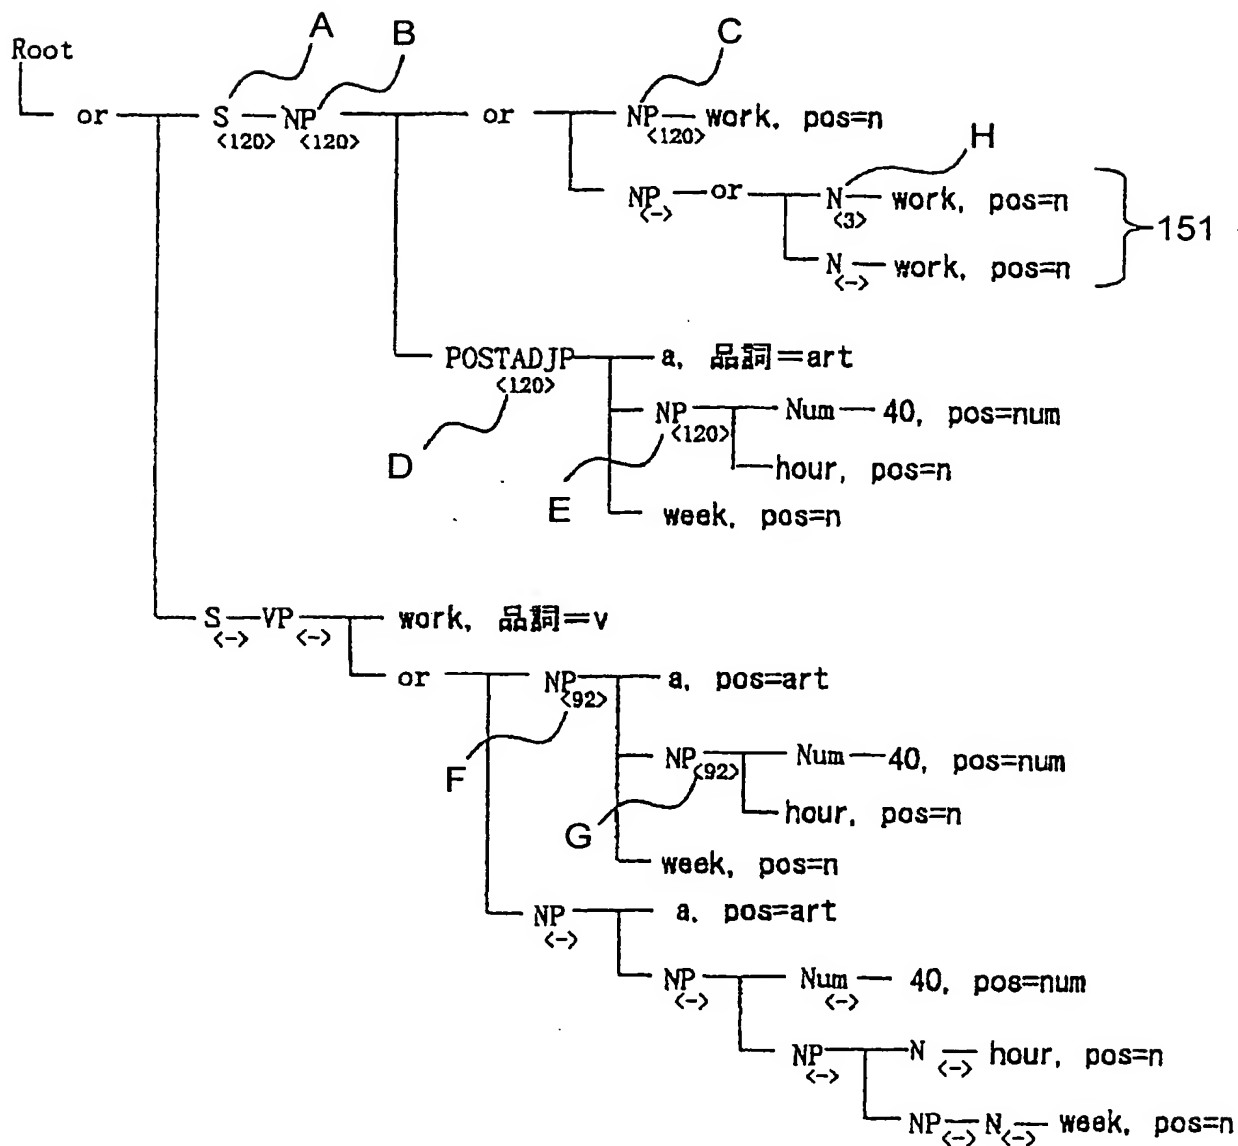 A B C
Root
or S NP or NP work, pos=n
<120> <120> <120>
H
NP or N work, pos=n
<-> <3>
151
N work, pos=n
<->
POSTADJP a, 品詞=art
<120>
NP Num 40, pos=num
<120>
D
hour, pos=n
E
week, pos=n
S VP work, 品詞=v
<-> <->
or NP a, pos=art
<92>
NP Num 40, pos=num
<92>
F
hour, pos=n
G
week, pos=n
NP a, pos=art
<->
NP Num 40, pos=num
<-> <->
NP N hour, pos=n
<-> <->
NP N week, pos=n
<-> <->